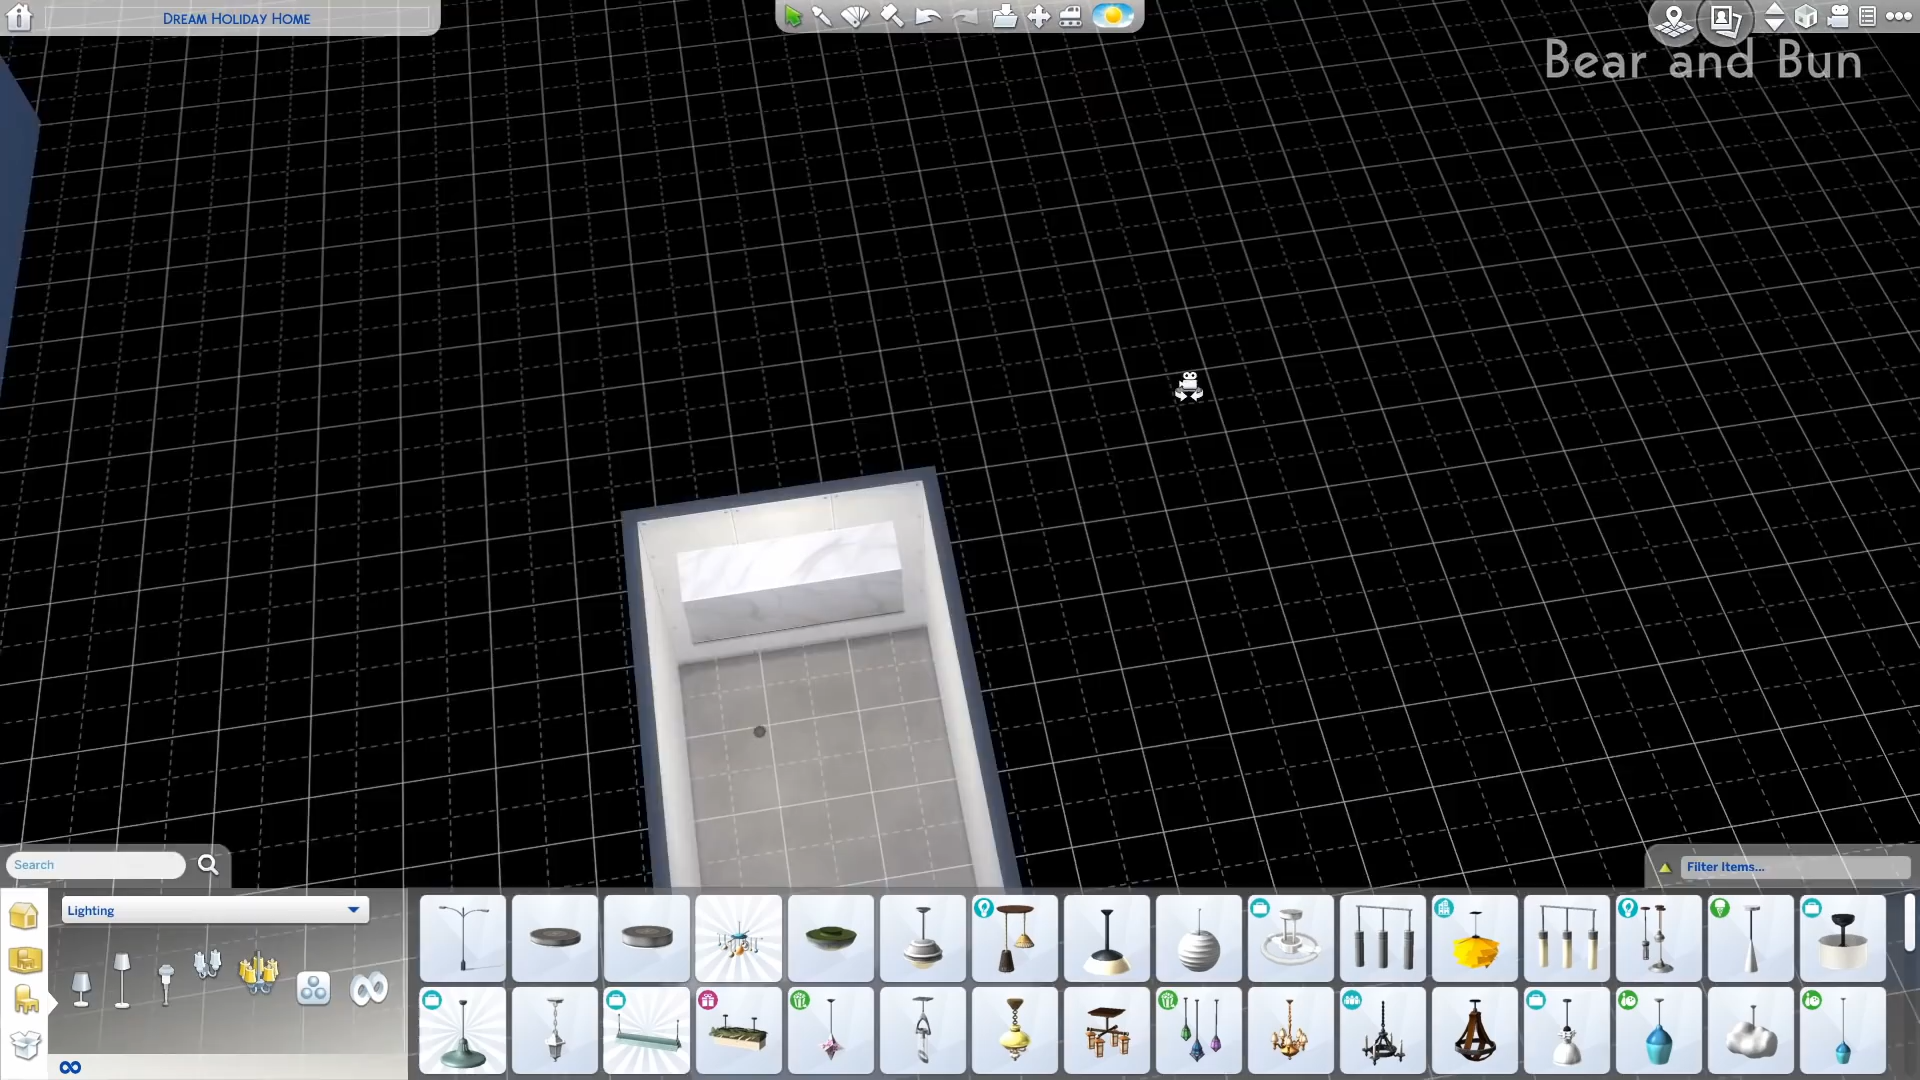 DREAM HOLIDAY HOME
Bear and Bun
Search
Filter Items...
Lighting